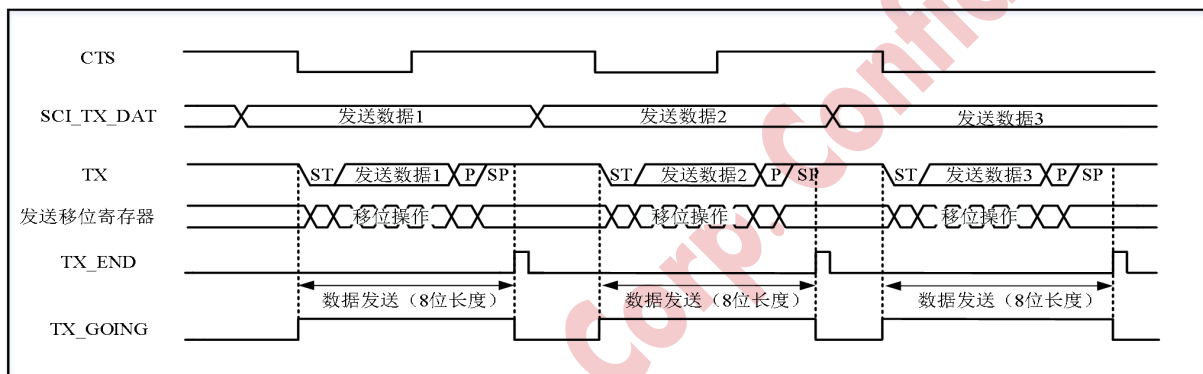 CTS
SCI_TX_DAT 发送数据1 发送数据2 发送数据3
TX ST 发送数据1 P SP ST 发送数据2 P SP ST 发送数据3 P SP
发送移位寄存器 移位操作 移位操作 移位操作
TX_END
数据发送（8位长度） 数据发送（8位长度） 数据发送（8位长度）
TX_GOING
Corp.